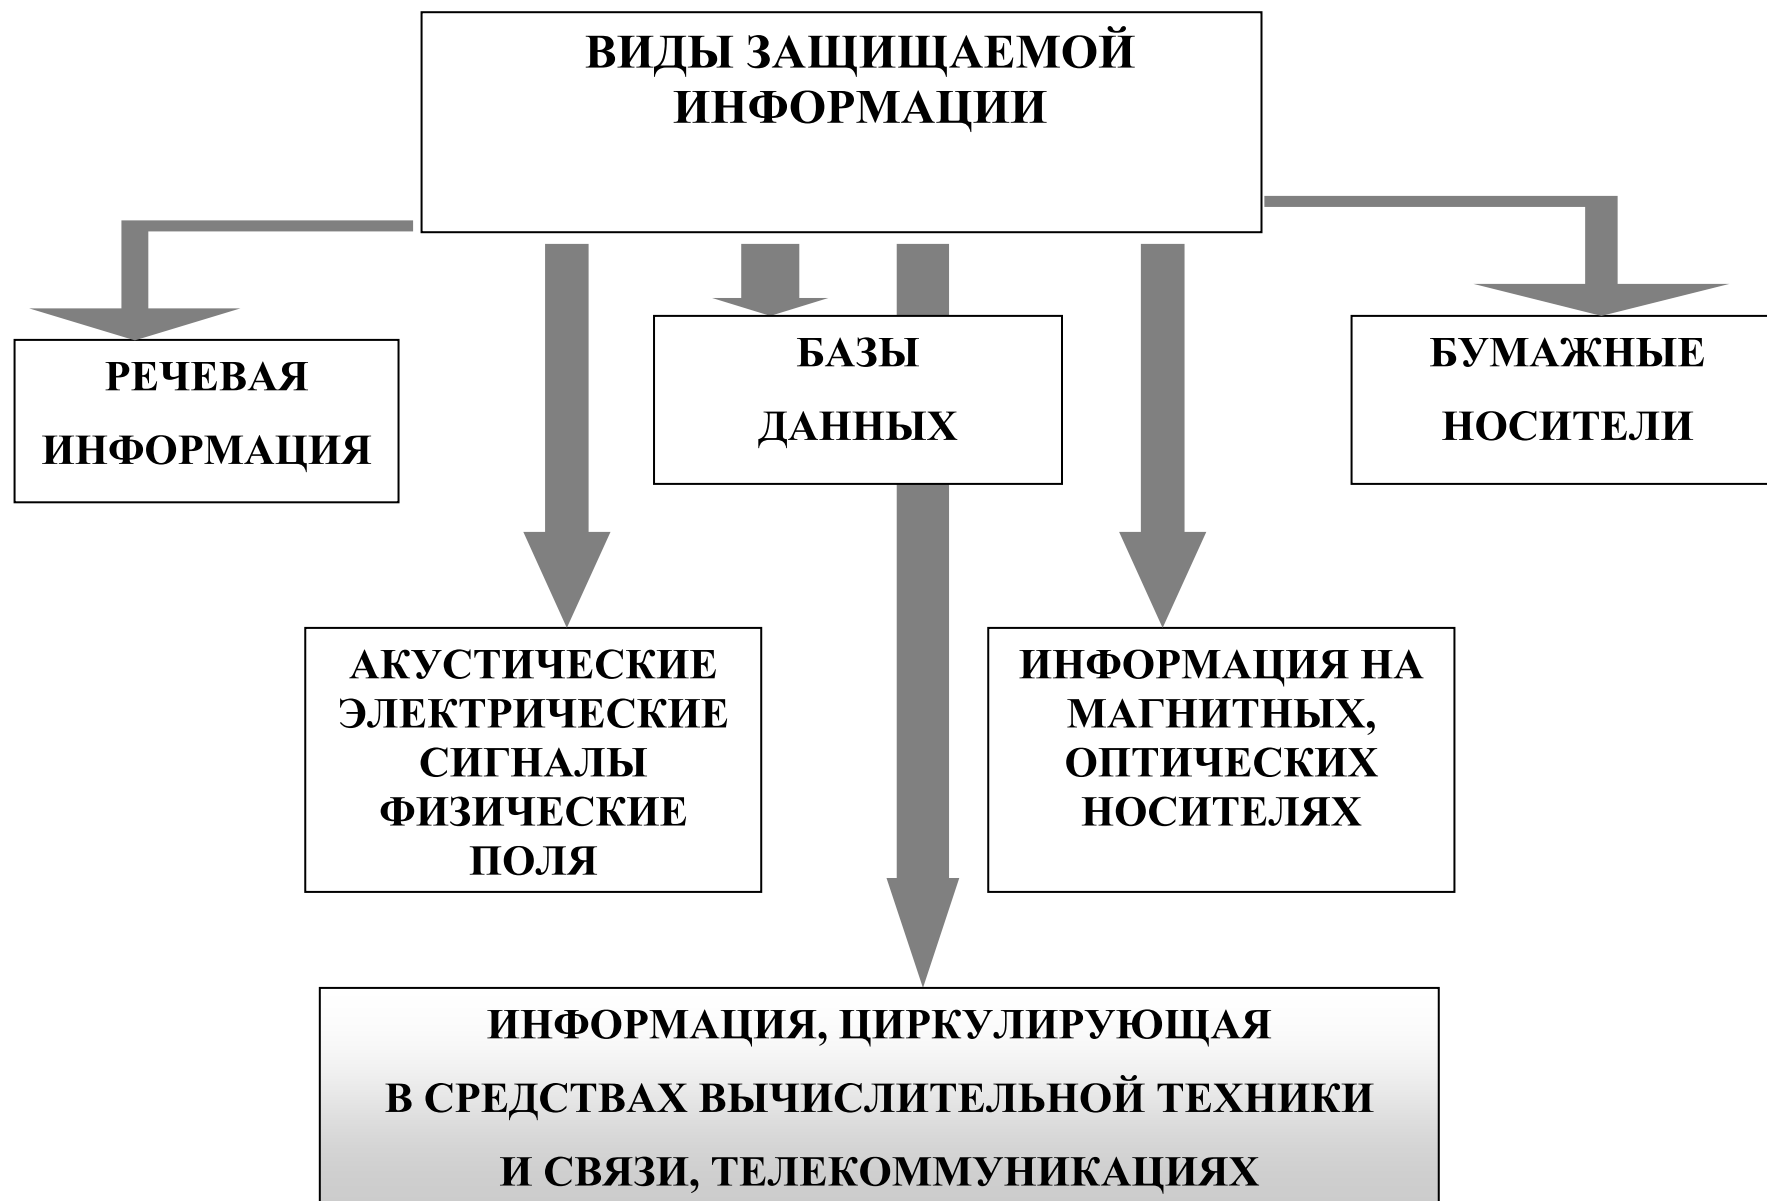 ВИДЫ ЗАЩИЩАЕМОЙ
ИНФОРМАЦИИ
РЕЧЕВАЯ
ИНФОРМАЦИЯ
БАЗЫ
ДАННЫХ
БУМАЖНЫЕ
НОСИТЕЛИ
АКУСТИЧЕСКИЕ
ЭЛЕКТРИЧЕСКИЕ
СИГНАЛЫ
ФИЗИЧЕСКИЕ
ПОЛЯ
ИНФОРМАЦИЯ НА
МАГНИТНЫХ,
ОПТИЧЕСКИХ
НОСИТЕЛЯХ
ИНФОРМАЦИЯ, ЦИРКУЛИРУЮЩАЯ
В СРЕДСТВАХ ВЫЧИСЛИТЕЛЬНОЙ ТЕХНИКИ
И СВЯЗИ, ТЕЛЕКОММУНИКАЦИЯХ